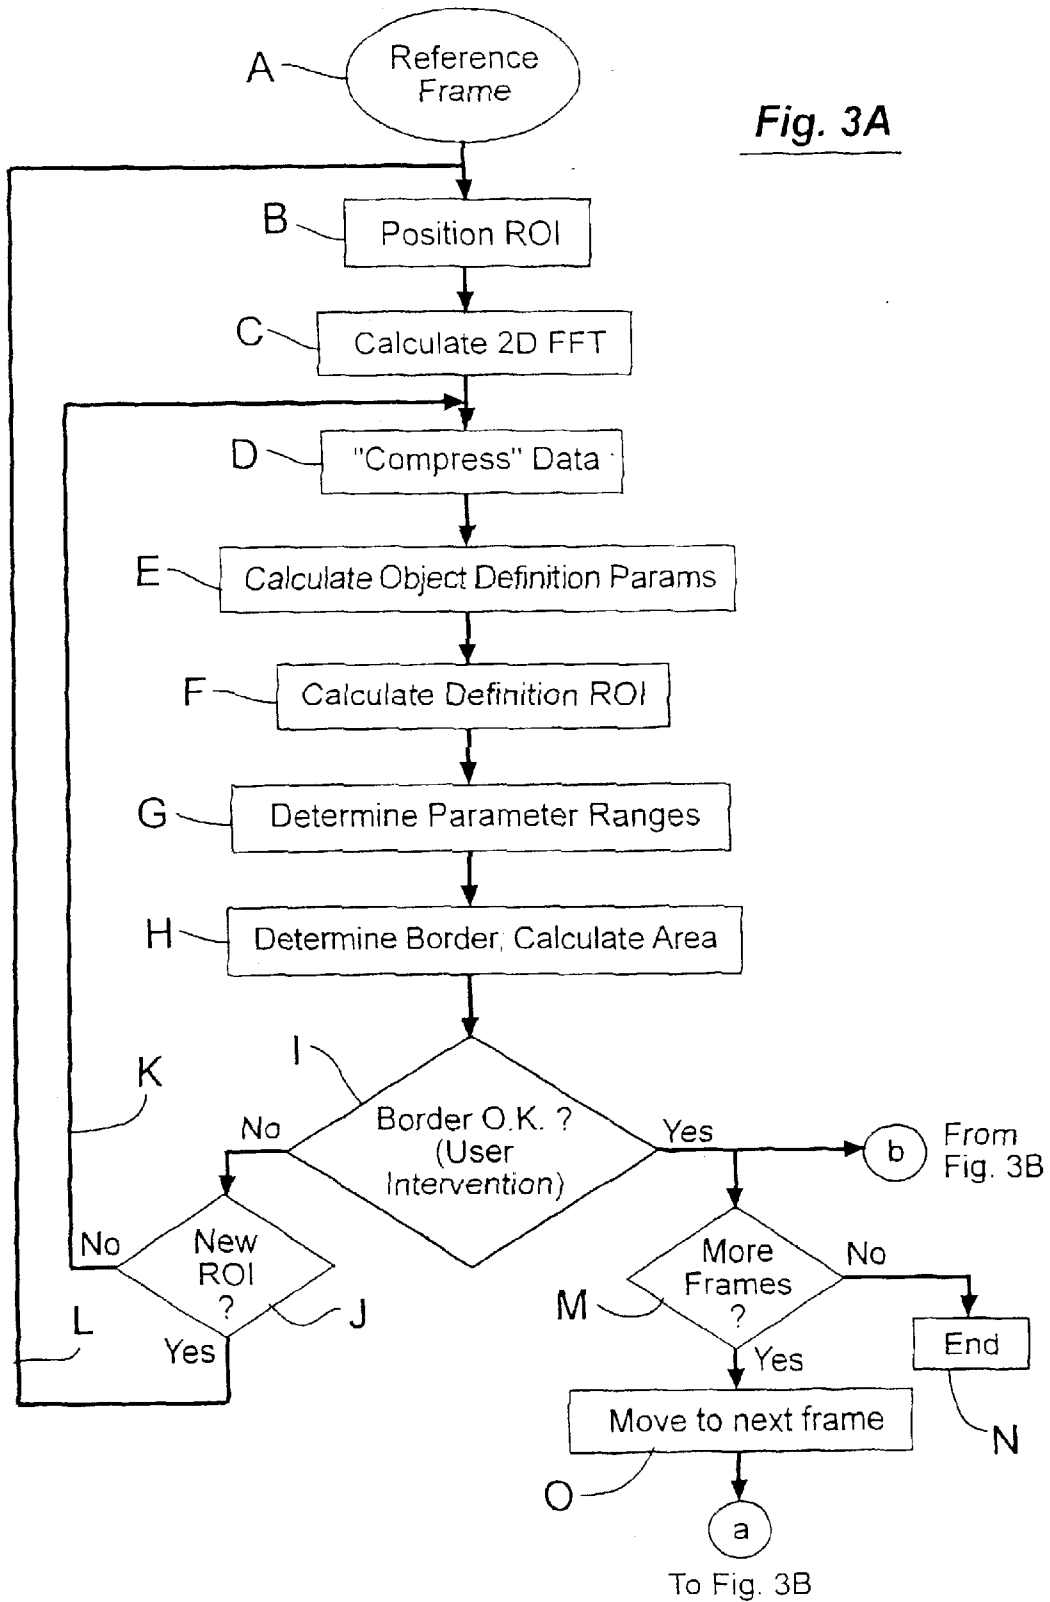 Reference
Frame
A
Fig. 3A
B
Position ROI
C
Calculate 2D FFT
D
"Compress" Data
E
Calculate Object Definition Params
F
Calculate Definition ROI
G
Determine Parameter Ranges
H
Determine Border; Calculate Area
I
K
Border O.K. ?
(User
Intervention)
No
Yes
b
From
Fig. 3B
New
ROI
?
No
J
L
Yes
More
Frames
?
No
M
Yes
End
N
Move to next frame
O
a
To Fig. 3B